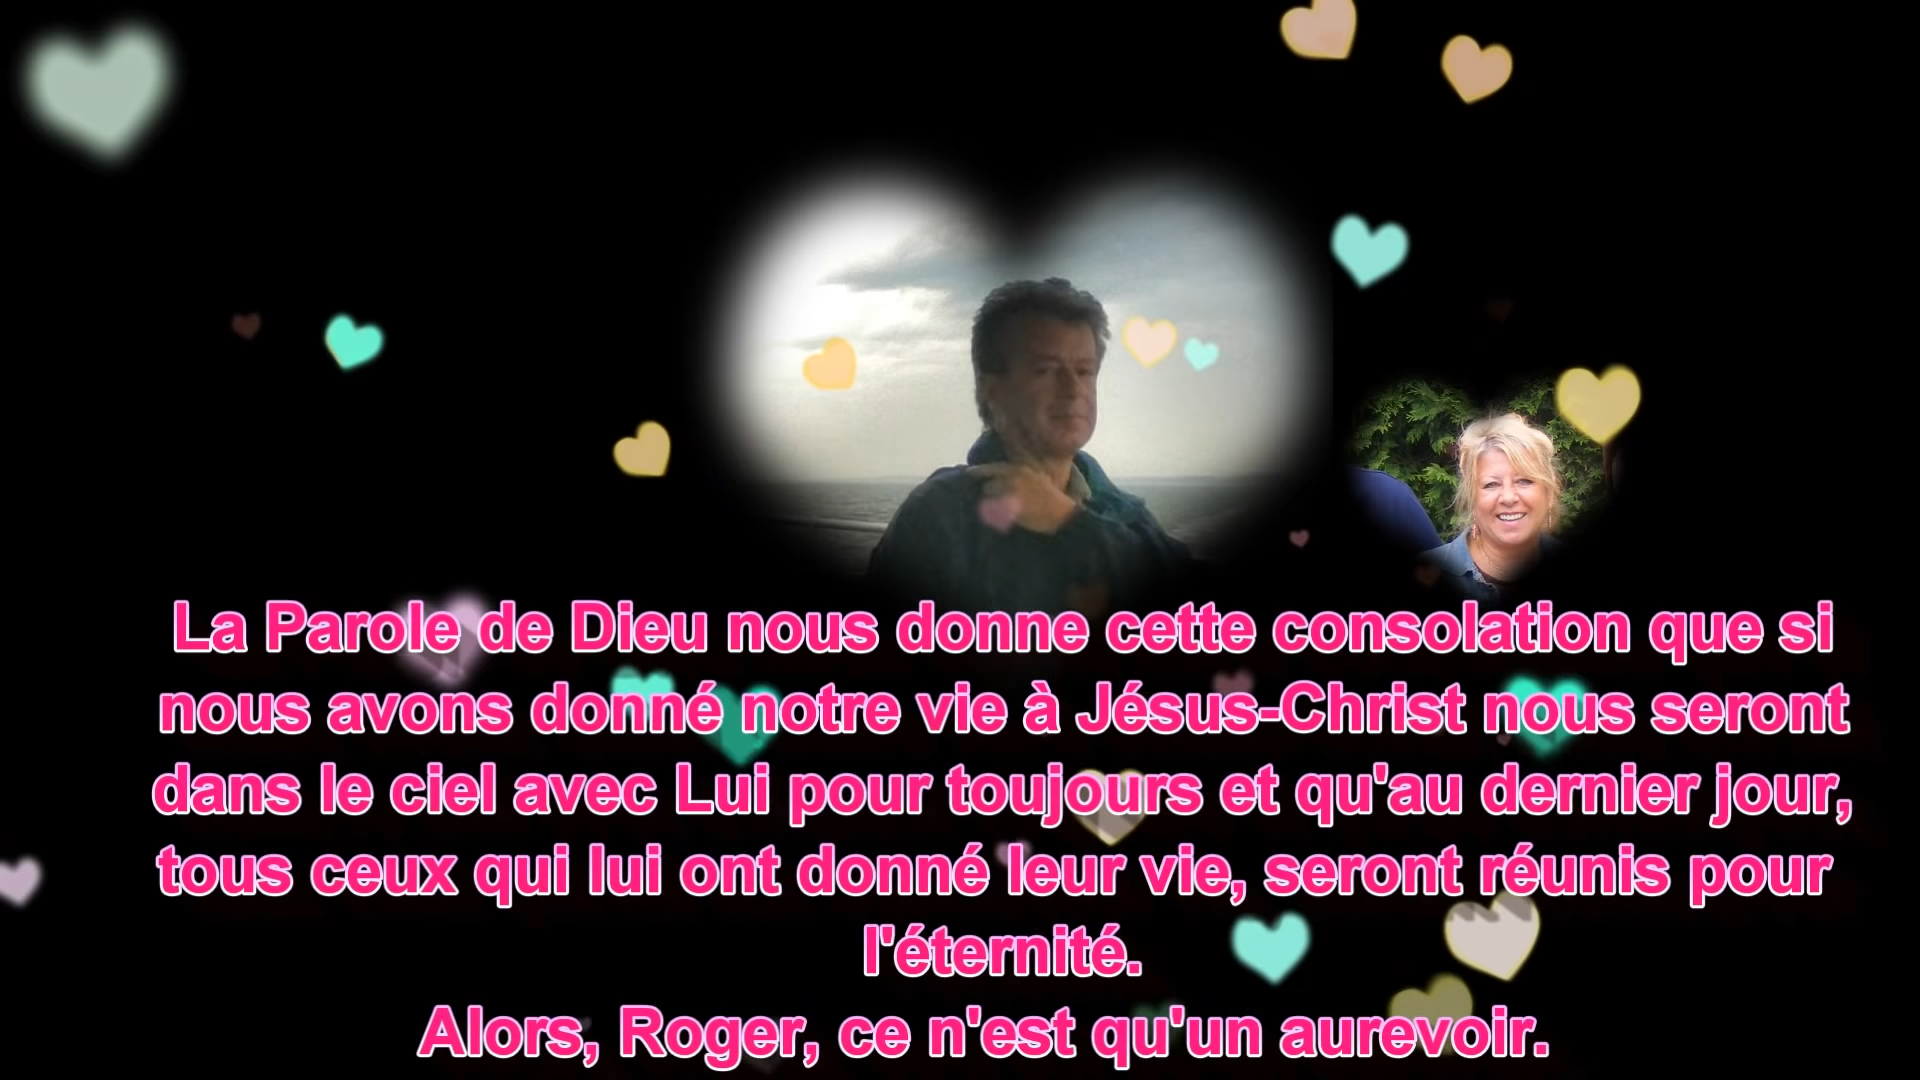 La Parole de Dieu nous donne cette consolation que si
nous avons donné notre vie à Jésus-Christ nous seront
dans le ciel avec Lui pour toujours et qu'au dernier jour,
tous ceux qui lui ont donné leur vie, seront réunis pour
l'éternité.
Alors, Roger, ce n'est qu'un aurevoir.